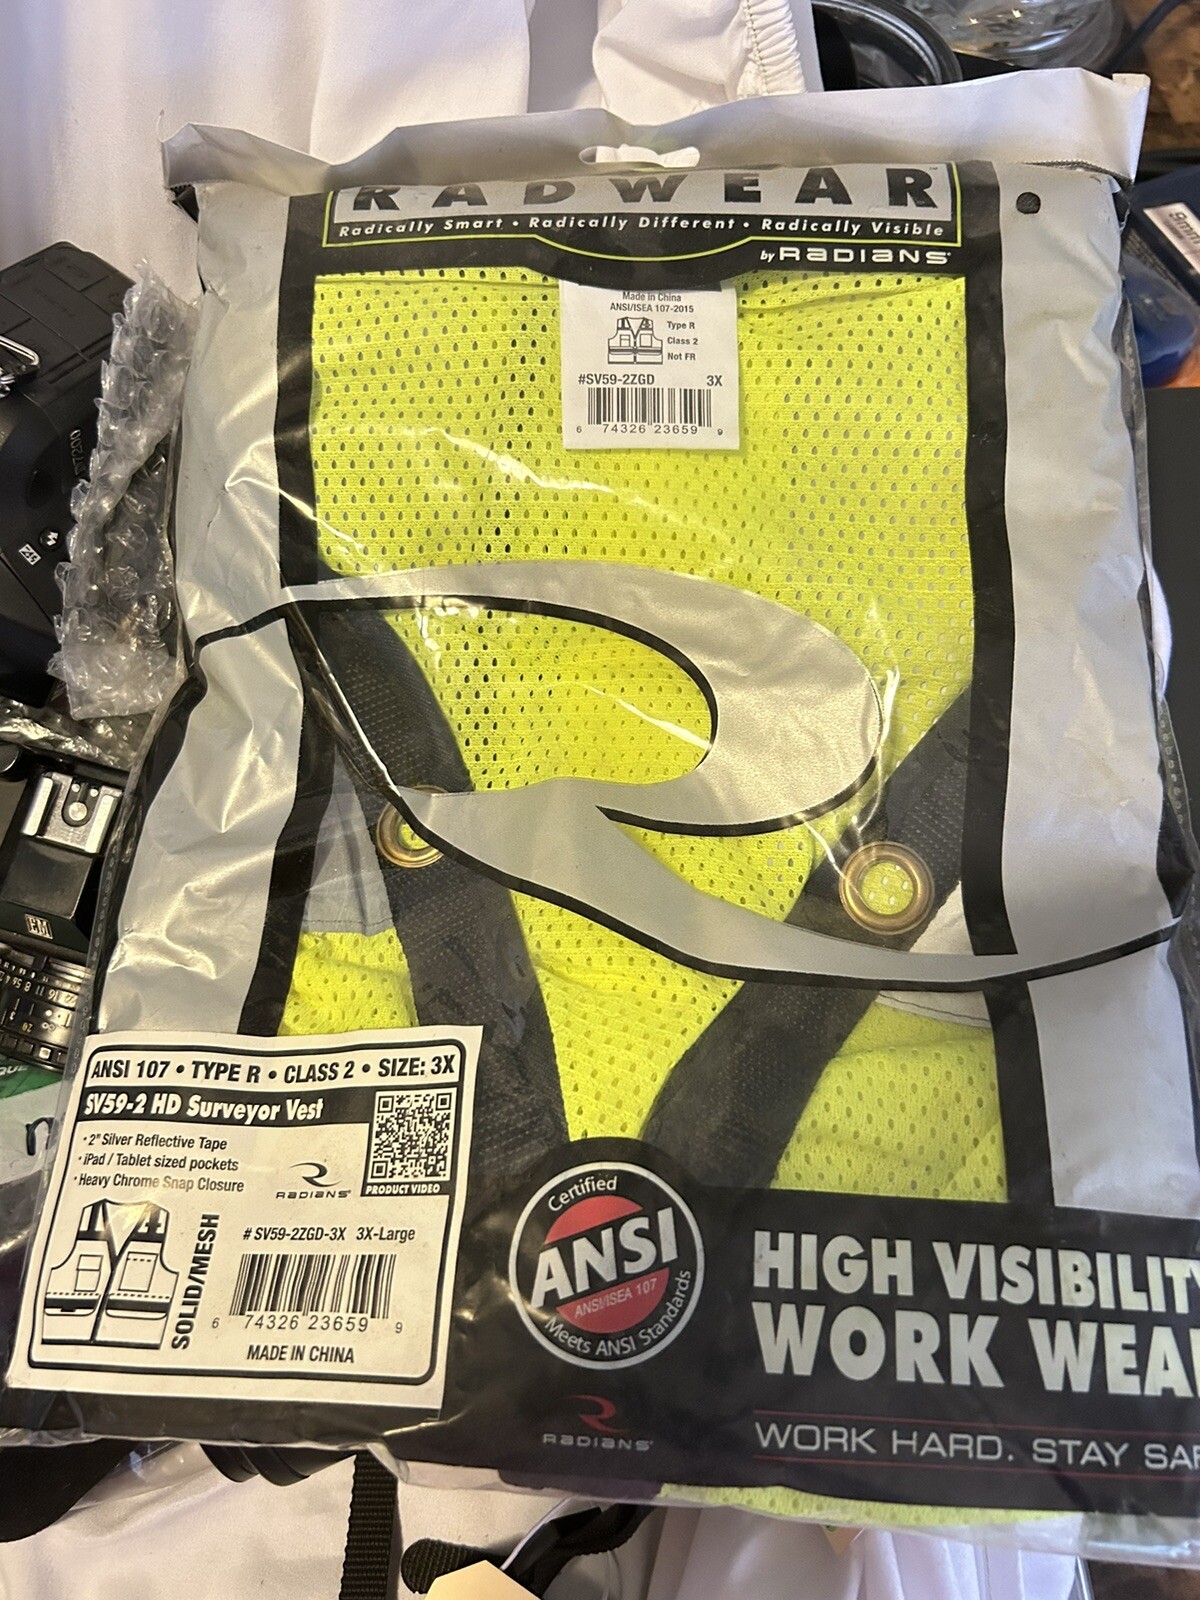 RADWEAR
Radically Smart • Radically Different • Radically Visible
by RADIANS
Made in China
ANSI/ISEA 107-2015
Type R
Class 2
Not FR
#SV59-2ZGD 3X
6 74326 23659 9
9mm
ANSI 107 • TYPE R • CLASS 2 • SIZE: 3X
SV59-2 HD Surveyor Vest
• 2" Silver Reflective Tape
• iPad / Tablet sized pockets
• Heavy Chrome Snap Closure
RADIANS
PRODUCT VIDEO
SOLID/MESH
# SV59-2ZGD-3X 3X-Large
6 74326 23659 9
MADE IN CHINA
Certified
ANSI
ANSI/ISEA 107
Meets ANSI Standards
RADIANS
HIGH VISIBILIT
WORK WEA
WORK HARD. STAY SA